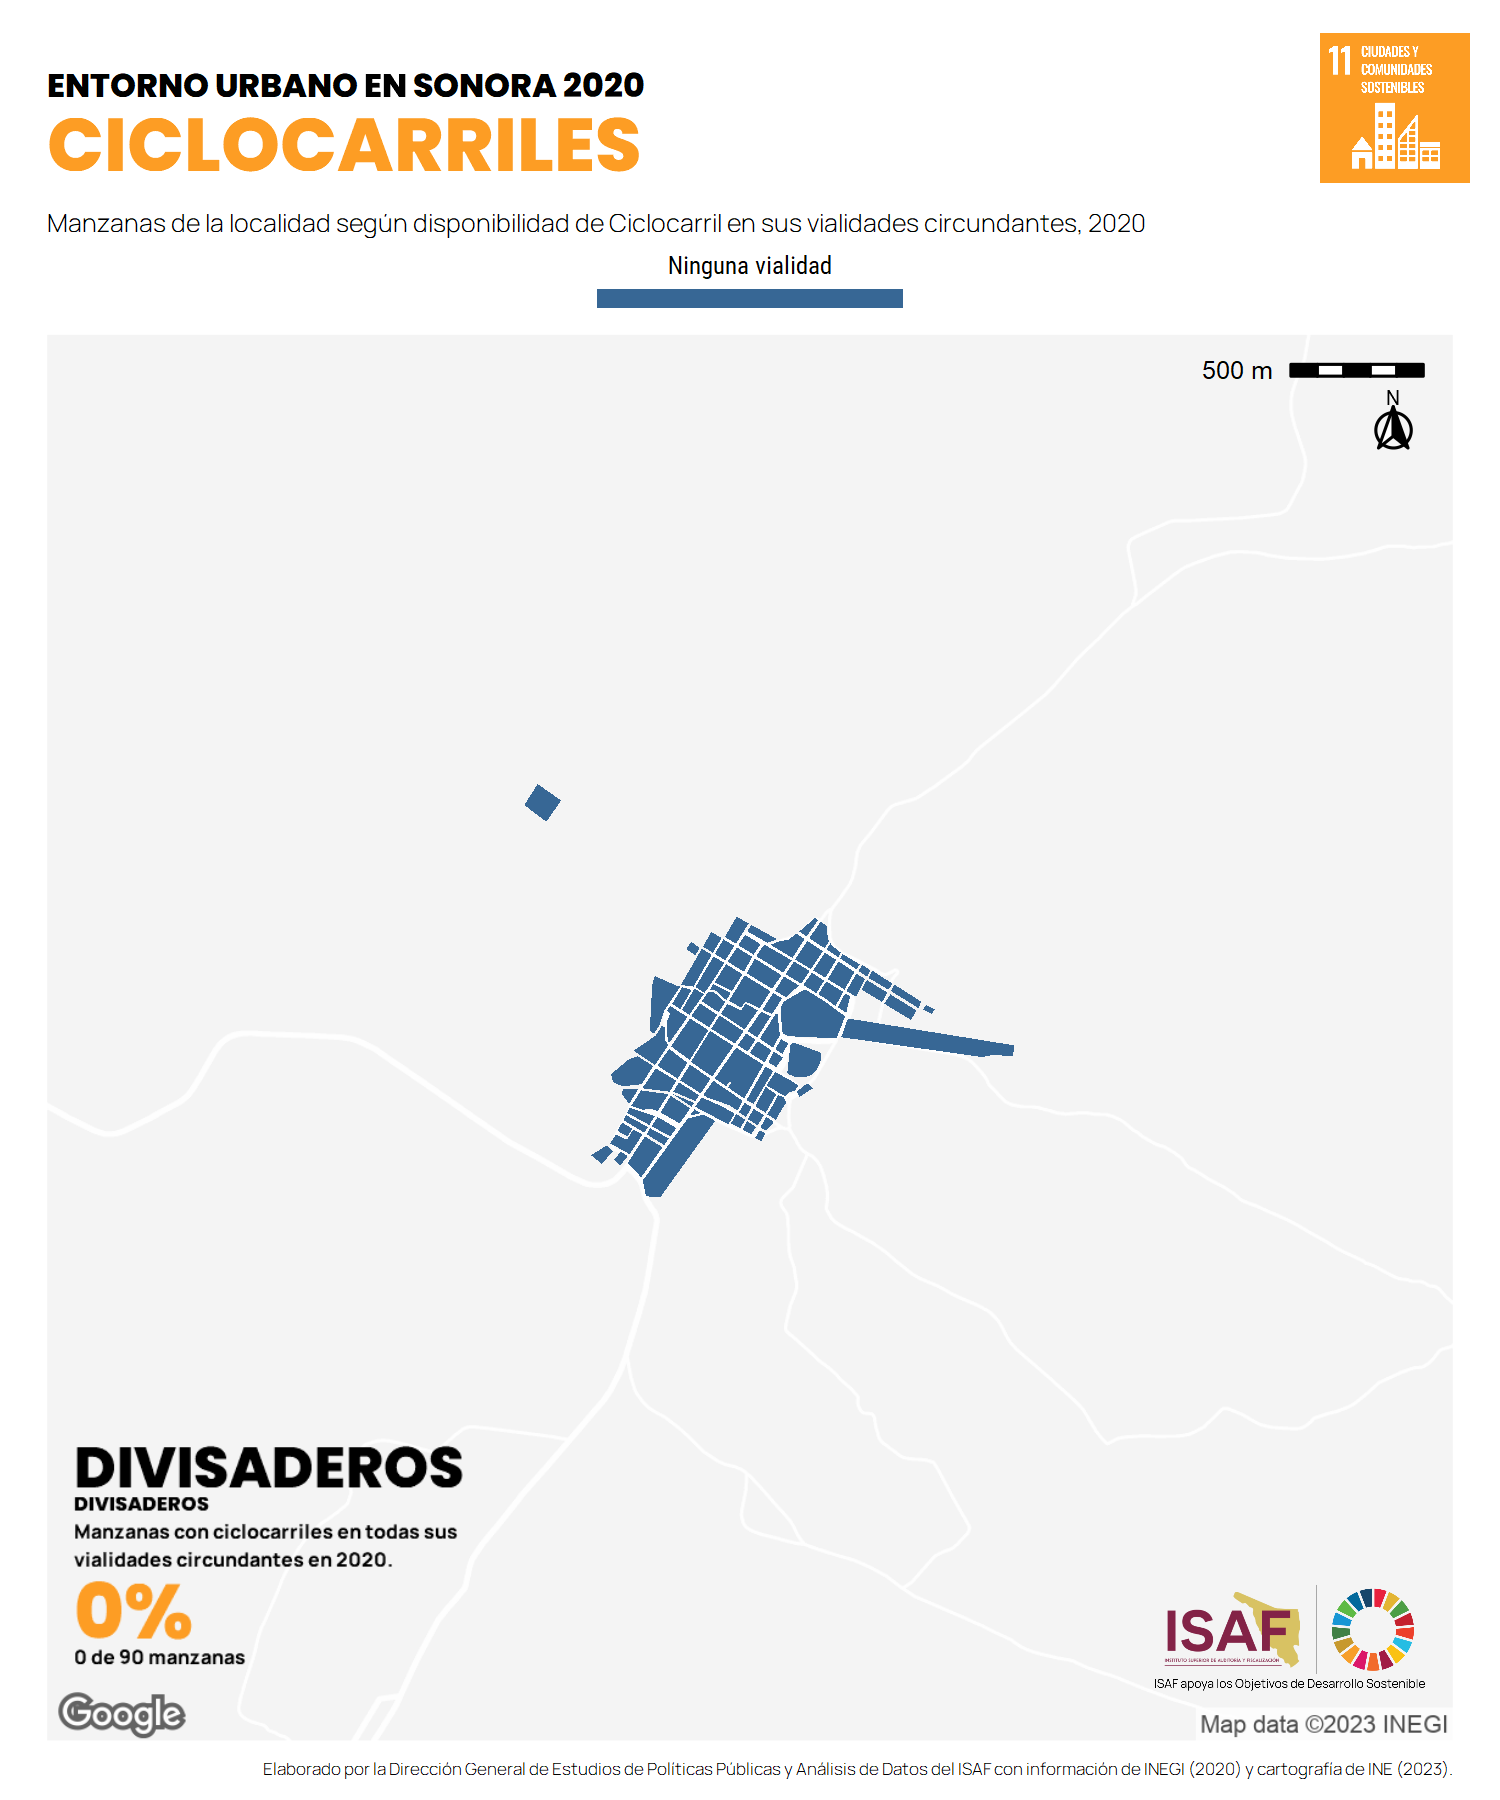 11 CIUDADES Y
COMUNIDADES
SOSTENIBLES
ENTORNO URBANO EN SONORA 2020
CICLOCARRILES
Manzanas de la localidad según disponibilidad de Ciclocarril en sus vialidades circundantes, 2020
Ninguna vialidad
500 m
N
DIVISADEROS
DIVISADEROS
Manzanas con ciclocarriles en todas sus
vialidades circundantes en 2020.
0%
0 de 90 manzanas
ISAF
INSTITUTO SUPERIOR DE AUDITORÍA Y FISCALIZACIÓN
ISAF apoya los Objetivos de Desarrollo Sostenible
Google
Map data ©2023 INEGI
Elaborado por la Dirección General de Estudios de Políticas Públicas y Análisis de Datos del ISAF con información de INEGI (2020) y cartografía de INE (2023).